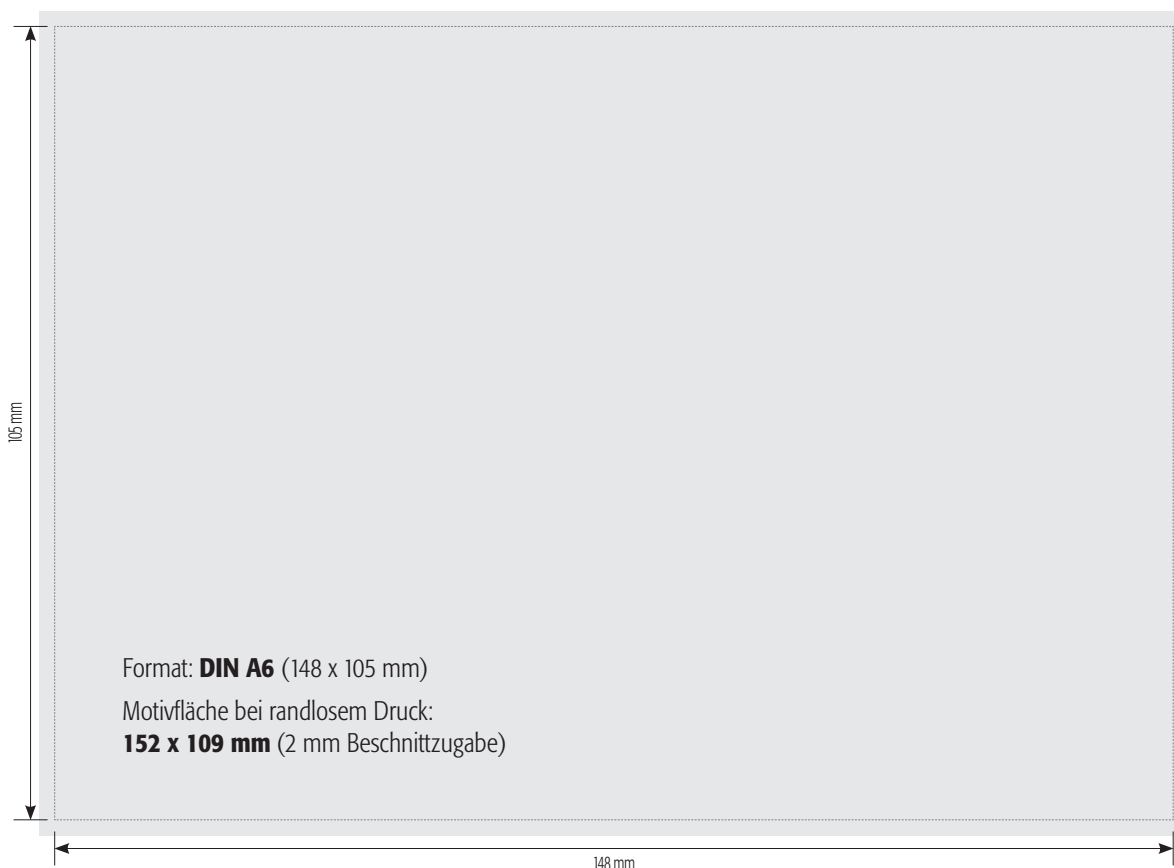 105 mm
Format: DIN A6 (148 x 105 mm)
Motivfläche bei randlosem Druck:
152 x 109 mm (2 mm Beschnittzugabe)
148 mm